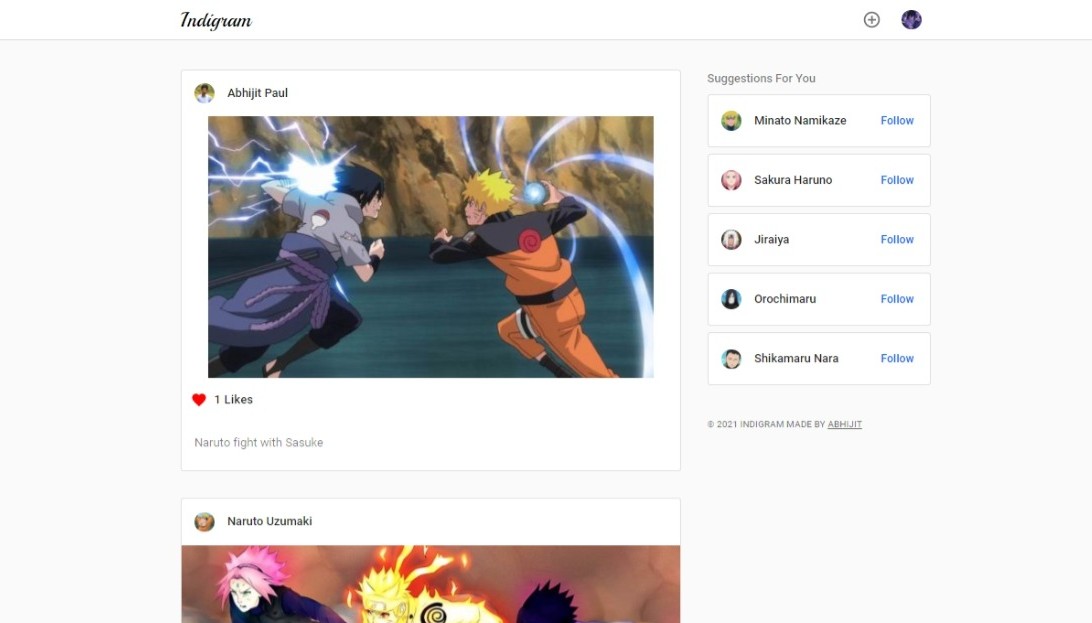 Indigram
Abhijit Paul
1 Likes
Naruto fight with Sasuke
Naruto Uzumaki
Suggestions For You
Minato Namikaze Follow
Sakura Haruno Follow
Jiraiya Follow
Orochimaru Follow
Shikamaru Nara Follow
© 2021 INDIGRAM MADE BY ABHIJIT